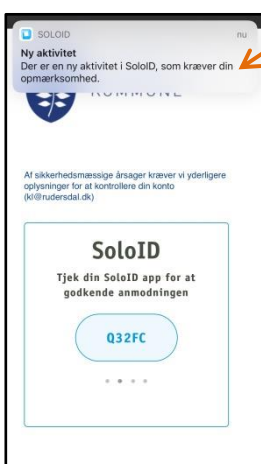 SOLOID nu
Ny aktivitet
Der er en ny aktivitet i SoloID, som kræver din
opmærksomhed.
KOMMUNE
Af sikkerhedsmæssige årsager kræver vi yderligere
oplysninger for at kontrollere din konto
(kl@rudersdal.dk)
SoloID
Tjek din SoloID app for at
godkende anmodningen
Q32FC